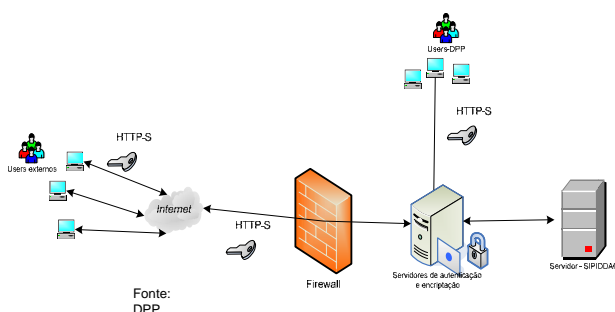 Users-DPP
HTTP-S
HTTP-S
Users externos
Internet
HTTP-S
Firewall
Servidores de autenticação
e encriptação
Servidor - SIPIDDAC
Fonte:
DPP